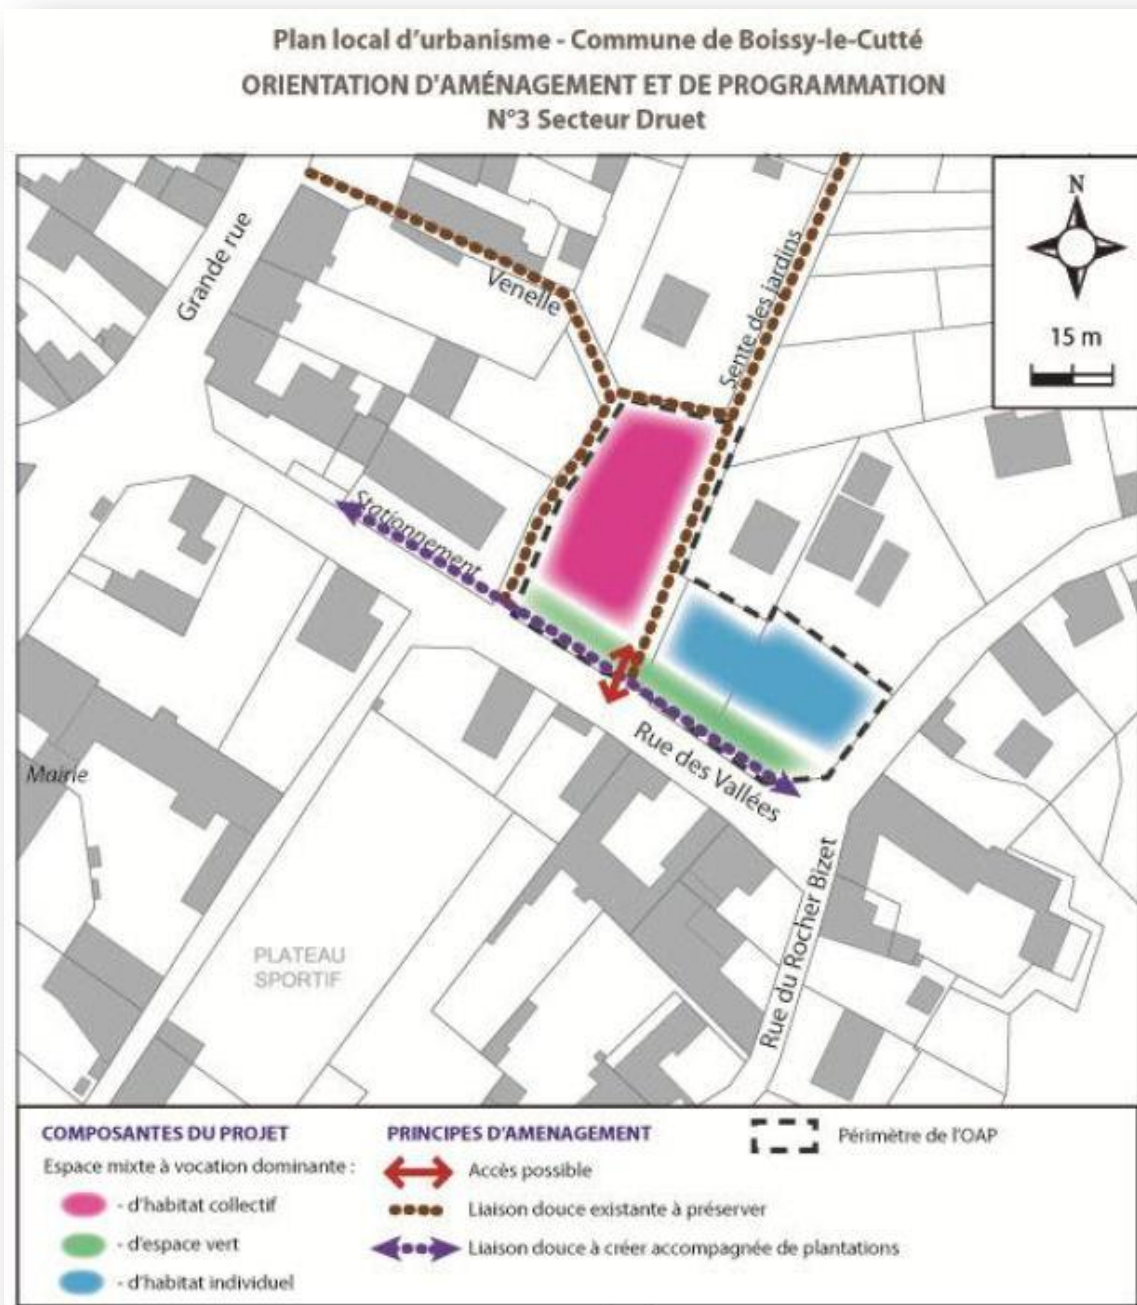 Plan local d'urbanisme - Commune de Boissy-le-Cutté
ORIENTATION D'AMÉNAGEMENT ET DE PROGRAMMATION
N°3 Secteur Druet
N
15 m
Grande rue
Venelle
Sente des jardins
Stationnement
Rue des Vallées
Mairie
Rue du Rocher Bizet
PLATEAU
SPORTIF
COMPOSANTES DU PROJET
Espace mixte à vocation dominante :
- d'habitat collectif
- d'espace vert
- d'habitat individuel
PRINCIPES D'AMENAGEMENT
Accès possible
Liaison douce existante à préserver
Liaison douce à créer accompagnée de plantations
Périmètre de l'OAP